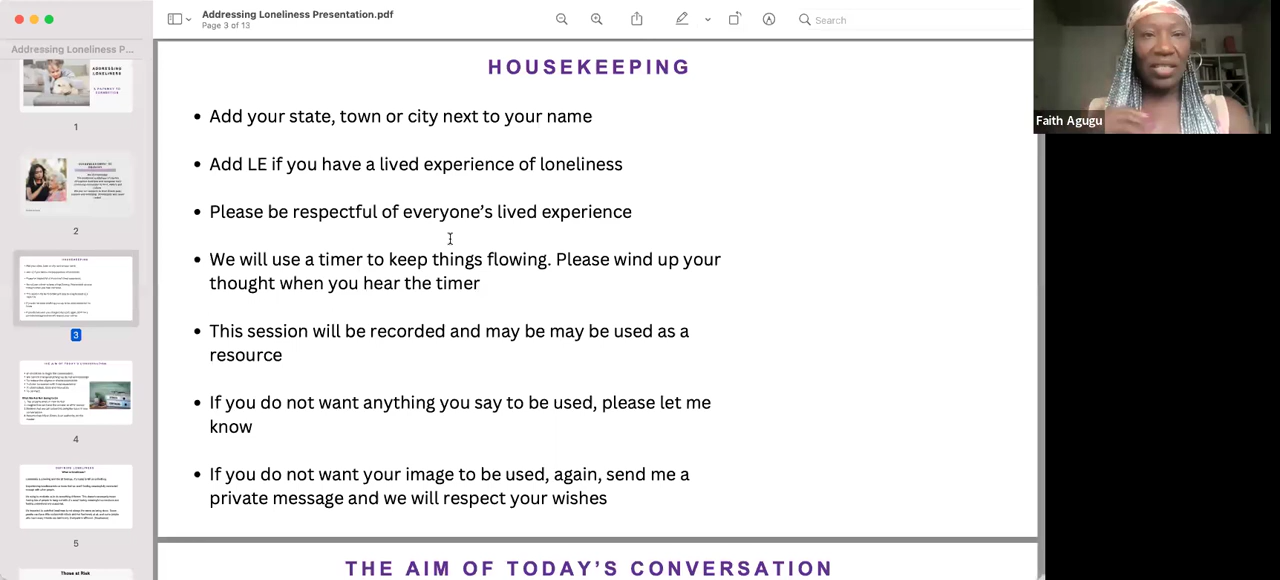 Addressing Loneliness Presentation.pdf
Page 3 of 13
Search
Addressing Loneliness P...
ADDRESSING
LONELINESS
1
2
3
4
5
Those at Risk
HOUSEKEEPING
• Add your state, town or city next to your name
• Add LE if you have a lived experience of loneliness
• Please be respectful of everyone’s lived experience
• We will use a timer to keep things flowing. Please wind up your
thought when you hear the timer
• This session will be recorded and may be may be used as a
resource
• If you do not want anything you say to be used, please let me
know
• If you do not want your image to be used, again, send me a
private message and we will respect your wishes
THE AIM OF TODAY’S CONVERSATION
Faith Agugu